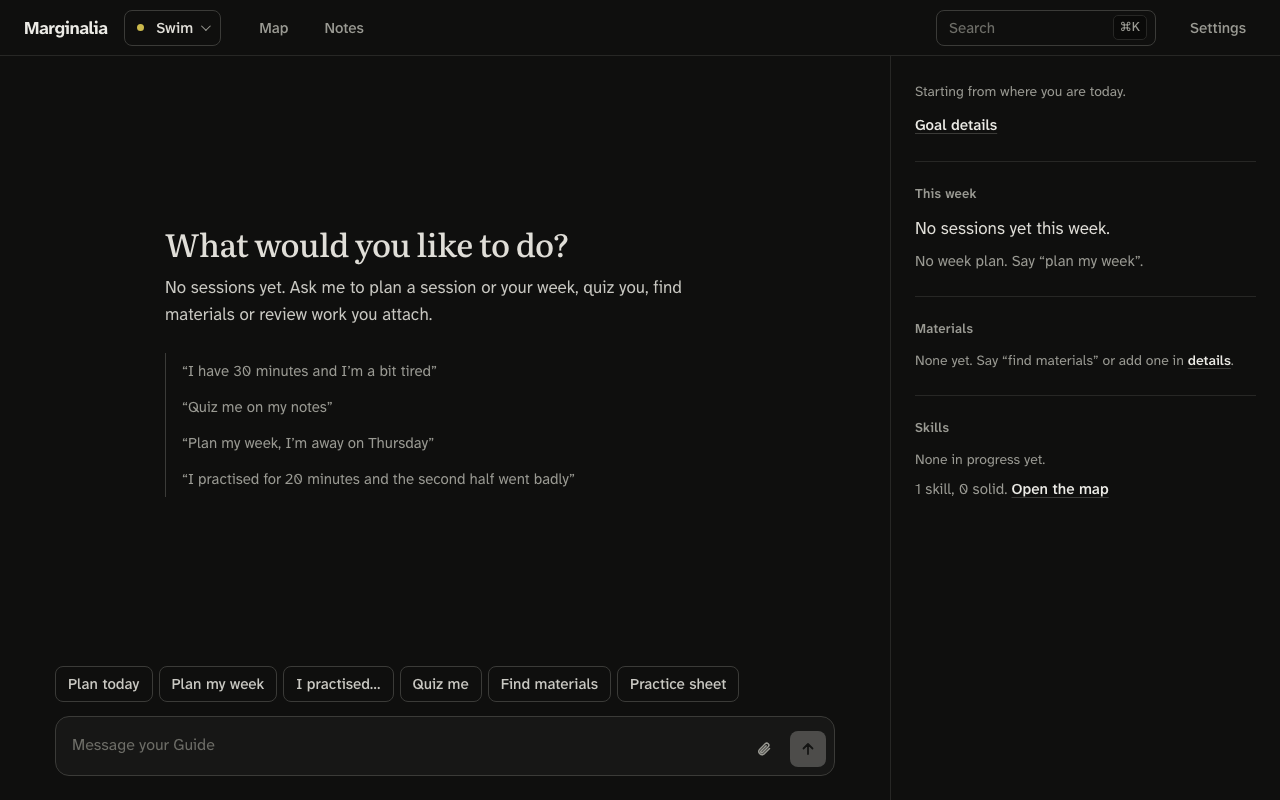 Marginalia
Swim
Map
Notes
Search
⌘K
Settings
What would you like to do?
No sessions yet. Ask me to plan a session or your week, quiz you, find
materials or review work you attach.
“I have 30 minutes and I’m a bit tired”
“Quiz me on my notes”
“Plan my week, I’m away on Thursday”
“I practised for 20 minutes and the second half went badly”
Plan today
Plan my week
I practised…
Quiz me
Find materials
Practice sheet
Message your Guide
Starting from where you are today.
Goal details
This week
No sessions yet this week.
No week plan. Say “plan my week”.
Materials
None yet. Say “find materials” or add one in details.
Skills
None in progress yet.
1 skill, 0 solid. Open the map